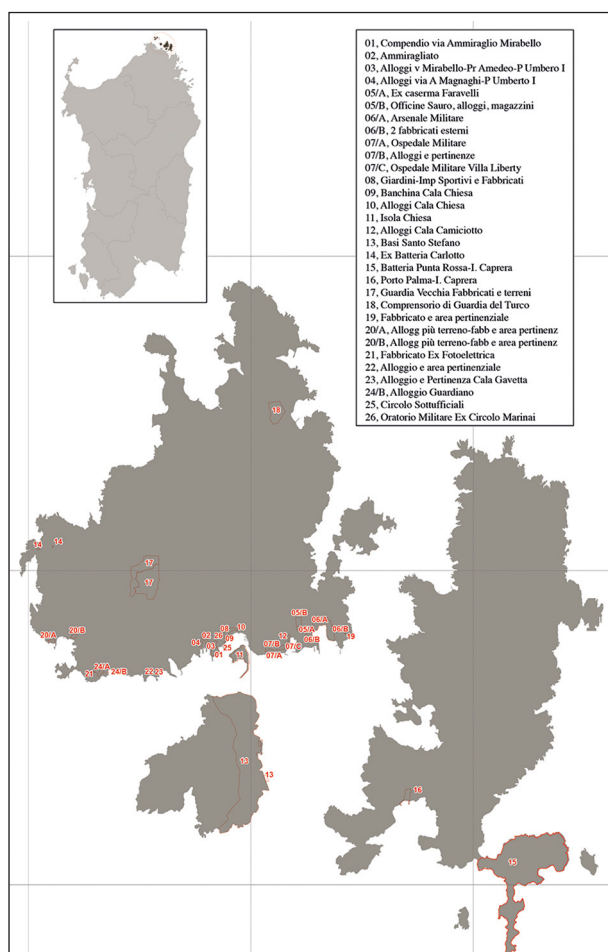 01, Compendio via Ammiraglio Mirabello
02, Ammiragliato
03, Alloggi v Mirabello-Pr Amedeo-P Umbero I
04, Alloggi via A Magnaghi-P Umberto I
05/A, Ex caserma Faravelli
05/B, Officine Sauro, alloggi, magazzini
06/A, Arsenale Militare
06/B, 2 fabbricati esterni
07/A, Ospedale Militare
07/B, Alloggi e pertinenze
07/C, Ospedale Militare Villa Liberty
08, Giardini-Imp Sportivi e Fabbricati
09, Banchina Cala Chiesa
10, Alloggi Cala Chiesa
11, Isola Chiesa
12, Alloggi Cala Camiciotto
13, Basi Santo Stefano
14, Ex Batteria Carlotto
15, Batteria Punta Rossa-I. Caprera
16, Porto Palma-I. Caprera
17, Guardia Vecchia Fabbricati e terreni
18, Comprensorio di Guardia del Turco
19, Fabbricato e area pertinenziale
20/A, Allogg più terreno-fabb e area pertinenz
20/B, Allogg più terreno-fabb e area pertinenz
21, Fabbricato Ex Fotoelettrica
22, Alloggio e area pertinenziale
23, Alloggio e Pertinenza Cala Gavetta
24/B, Alloggio Guardiano
25, Circolo Sottufficiali
26, Oratorio Militare Ex Circolo Marinai
18
14
14
17
17
05/B
06/A
20/A
20/B
08
10
05/A
06/B
02
26
12
19
04
09
07/B
06/B
03
25
07/C
01
11
07/A
24/A
21
24/B
22
23
13
13
16
15